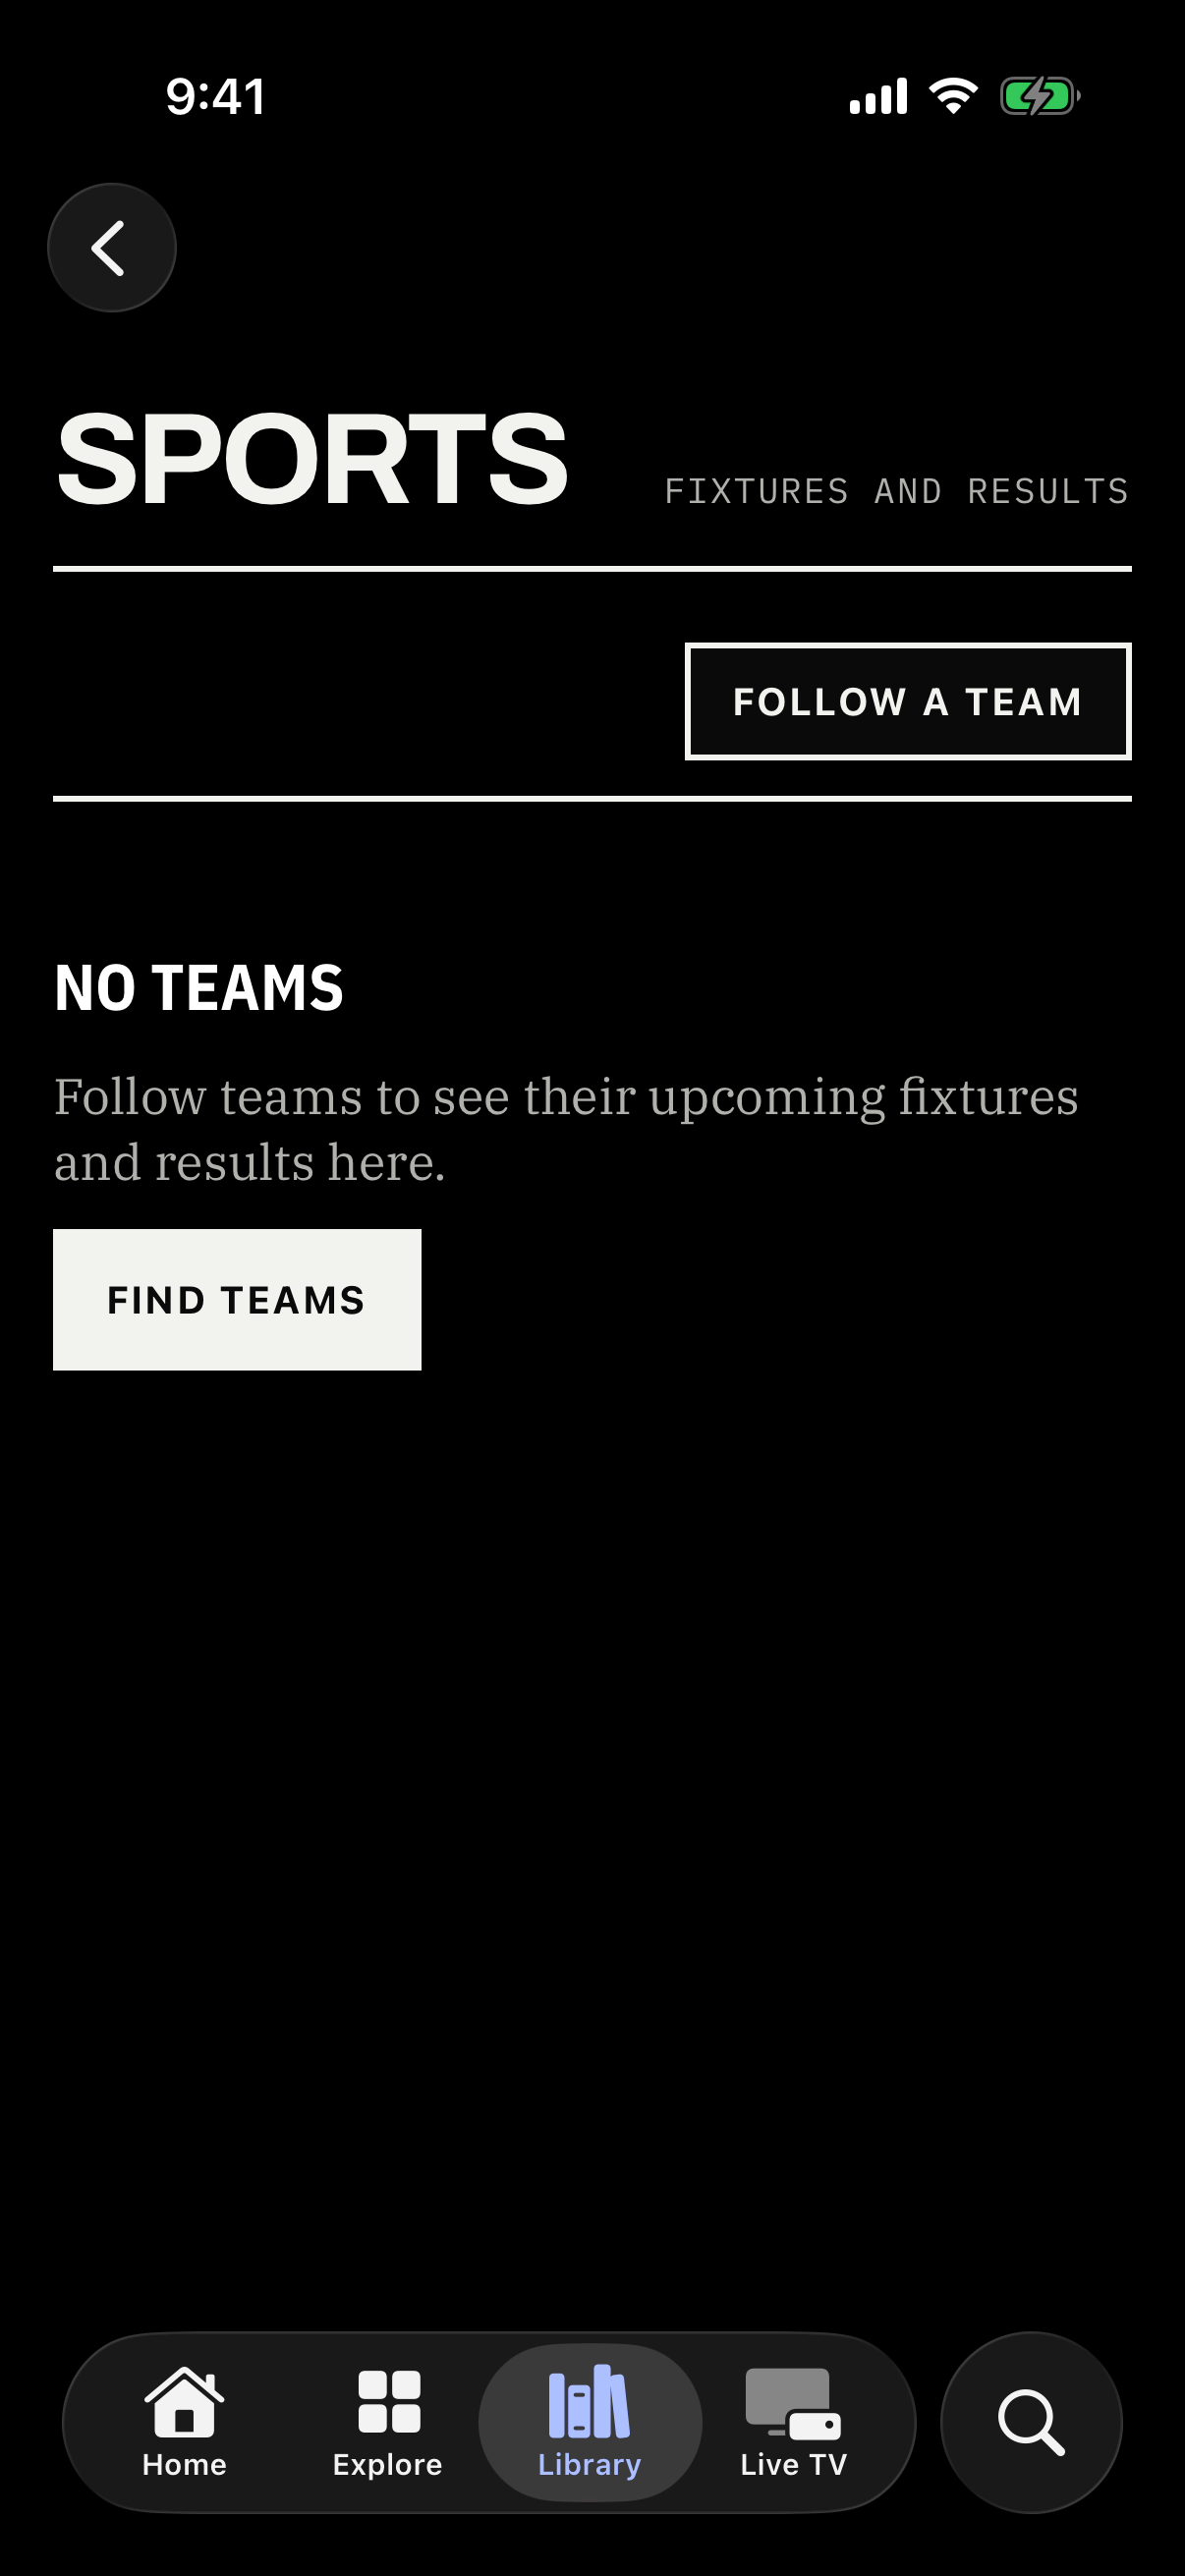 9:41
SPORTS
FIXTURES AND RESULTS
FOLLOW A TEAM
NO TEAMS
Follow teams to see their upcoming fixtures
and results here.
FIND TEAMS
Home
Explore
Library
Live TV